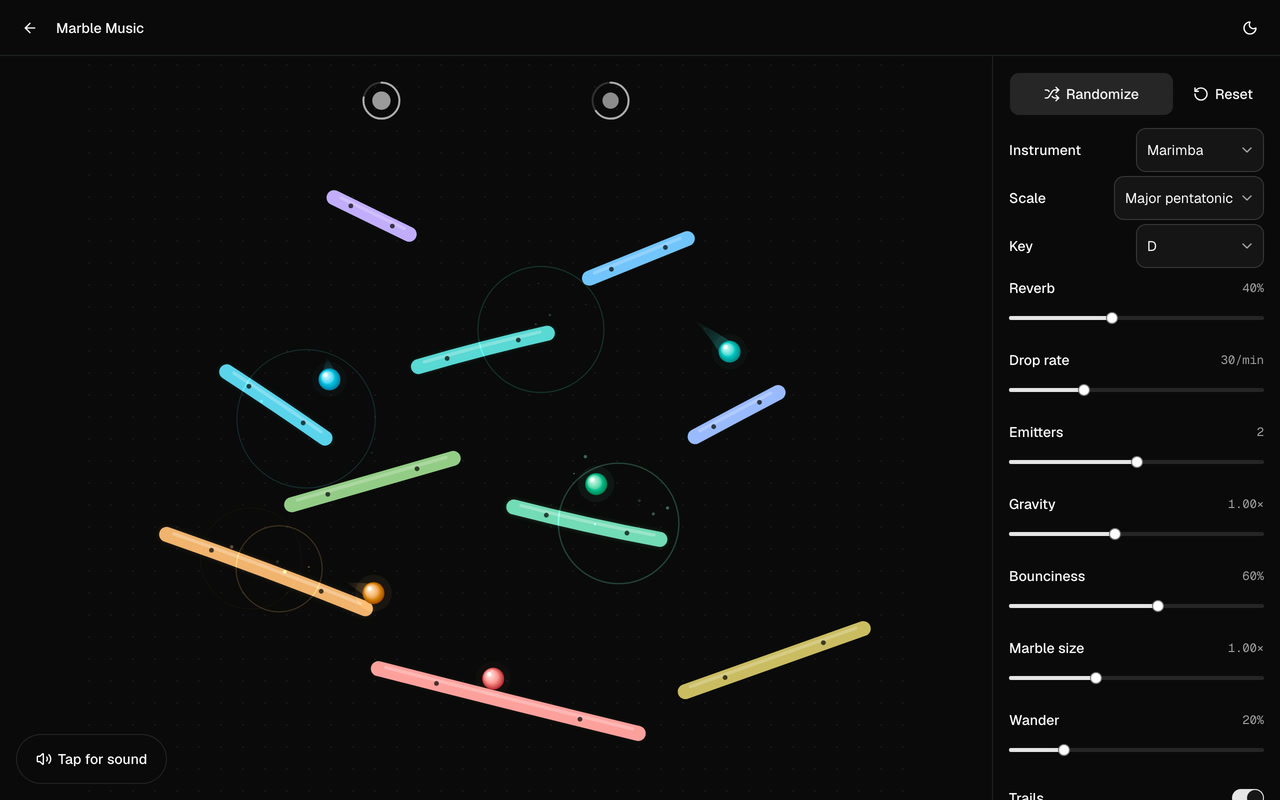 Marble Music
Randomize
Reset
Instrument
Marimba
Scale
Major pentatonic
Key
D
Reverb
40%
Drop rate
30/min
Emitters
2
Gravity
1.00×
Bounciness
60%
Marble size
1.00×
Wander
20%
Tap for sound
Trails